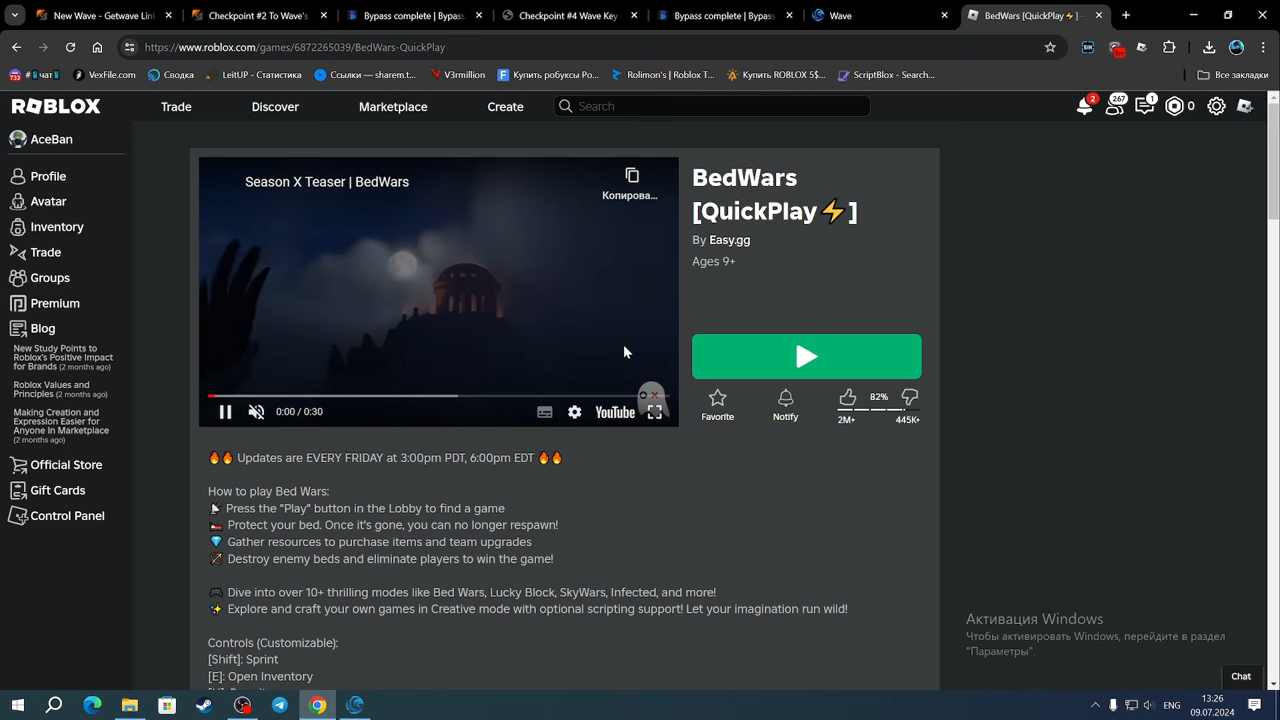 New Wave - Getwave Link
Checkpoint #2 To Wave's
Bypass complete | Bypass
Checkpoint #4 Wave Key
Bypass complete | Bypass
Wave
BedWars [QuickPlay⚡] -
https://www.roblox.com/games/6872265039/BedWars-QuickPlay
Vexfile.com
Сводка
LeitUP - Статистика
Ссылки — sharem.t...
V3rmillion
Купить робуксы Ро...
Rolimon's | Roblox T...
Купить ROBLOX 5$...
ScriptBlox - Search...
Все закладки
ROBLOX
Trade
Discover
Marketplace
Create
Search
2
267
1
0
AceBan
Profile
Avatar
Inventory
Trade
Groups
Premium
Blog
New Study Points to
Roblox's Positive Impact
for Brands (2 months ago)
Roblox Values and
Principles (2 months ago)
Making Creation and
Expression Easier for
Anyone In Marketplace
(2 months ago)
Official Store
Gift Cards
Control Panel
Season X Teaser | BedWars
Копирова...
0:00 / 0:30
YouTube
BedWars
[QuickPlay⚡]
By Easy.gg
Ages 9+
Favorite
Notify
82%
2M+
445K+
🔥🔥 Updates are EVERY FRIDAY at 3:00pm PDT, 6:00pm EDT 🔥🔥
How to play Bed Wars:
Press the "Play" button in the Lobby to find a game
Protect your bed. Once it's gone, you can no longer respawn!
💎 Gather resources to purchase items and team upgrades
🏹 Destroy enemy beds and eliminate players to win the game!
🎮 Dive into over 10+ thrilling modes like Bed Wars, Lucky Block, SkyWars, Infected, and more!
✨ Explore and craft your own games in Creative mode with optional scripting support! Let your imagination run wild!
Controls (Customizable):
[Shift]: Sprint
[E]: Open Inventory
Активация Windows
Чтобы активировать Windows, перейдите в раздел
"Параметры".
Chat
13:26
09.07.2024